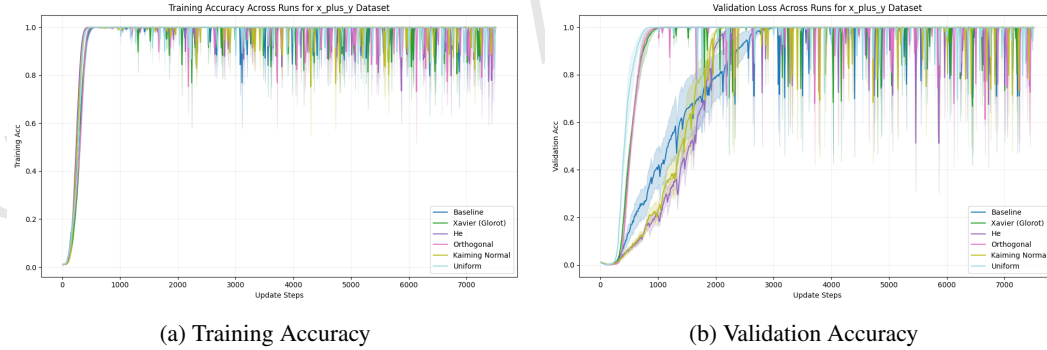 Training Accuracy Across Runs for x_plus_y Dataset
1.0
0.8
0.6
0.4
0.2
0.0
Training Acc
0
1000
2000
3000
4000
5000
6000
7000
Update Steps
Baseline
Xavier (Glorot)
He
Orthogonal
Kaiming Normal
Uniform
(a) Training Accuracy
Validation Loss Across Runs for x_plus_y Dataset
1.0
0.8
0.6
0.4
0.2
0.0
Validation Acc
0
1000
2000
3000
4000
5000
6000
7000
Update Steps
Baseline
Xavier (Glorot)
He
Orthogonal
Kaiming Normal
Uniform
(b) Validation Accuracy